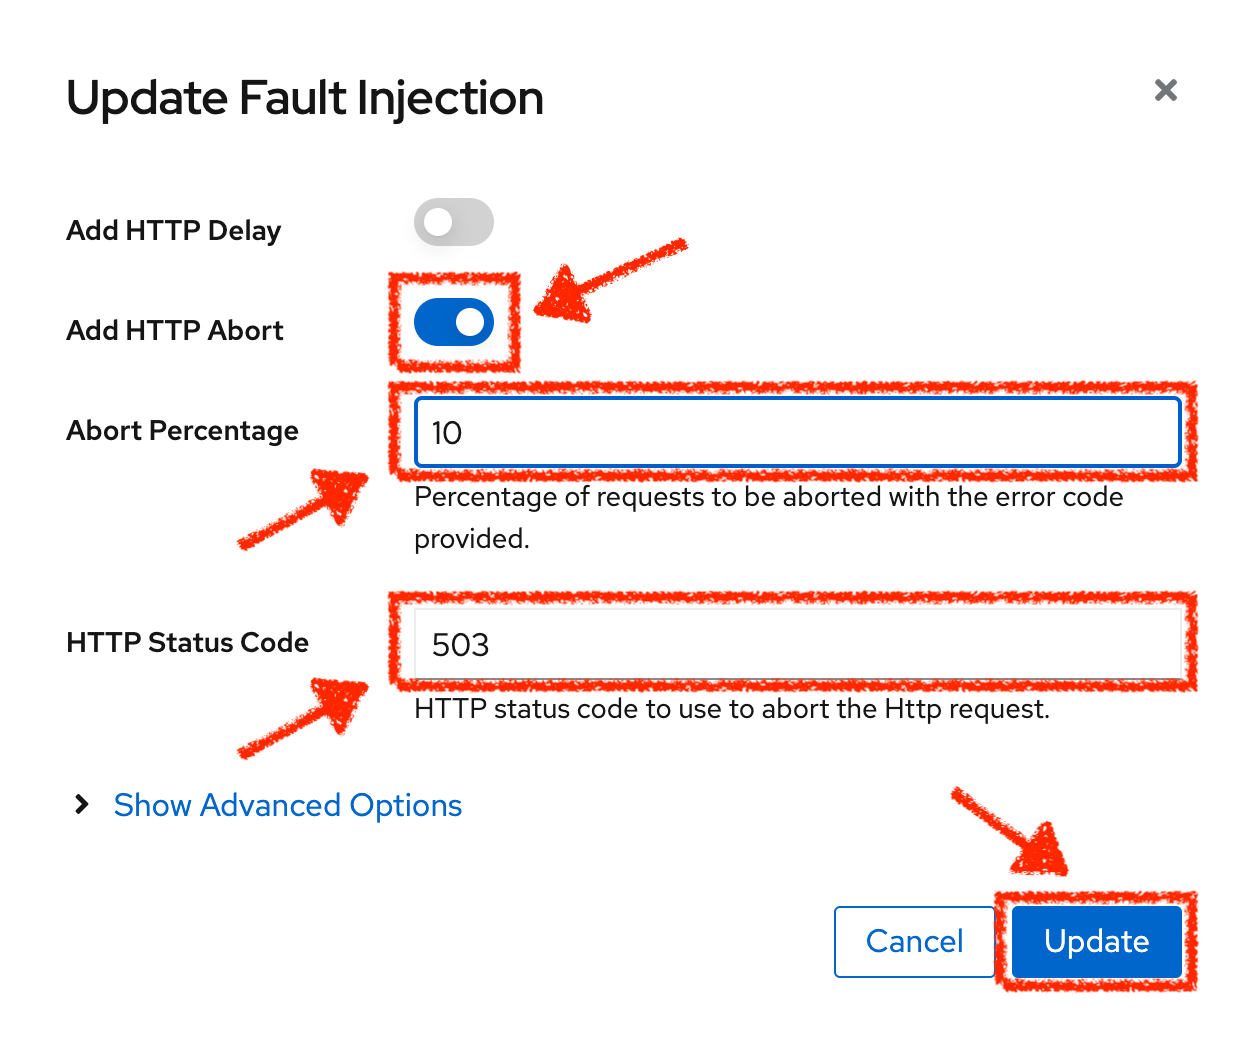 Update Fault Injection
Add HTTP Delay
Add HTTP Abort
Abort Percentage
10
Percentage of requests to be aborted with the error code
provided.
HTTP Status Code
503
HTTP status code to use to abort the Http request.
Show Advanced Options
Cancel
Update